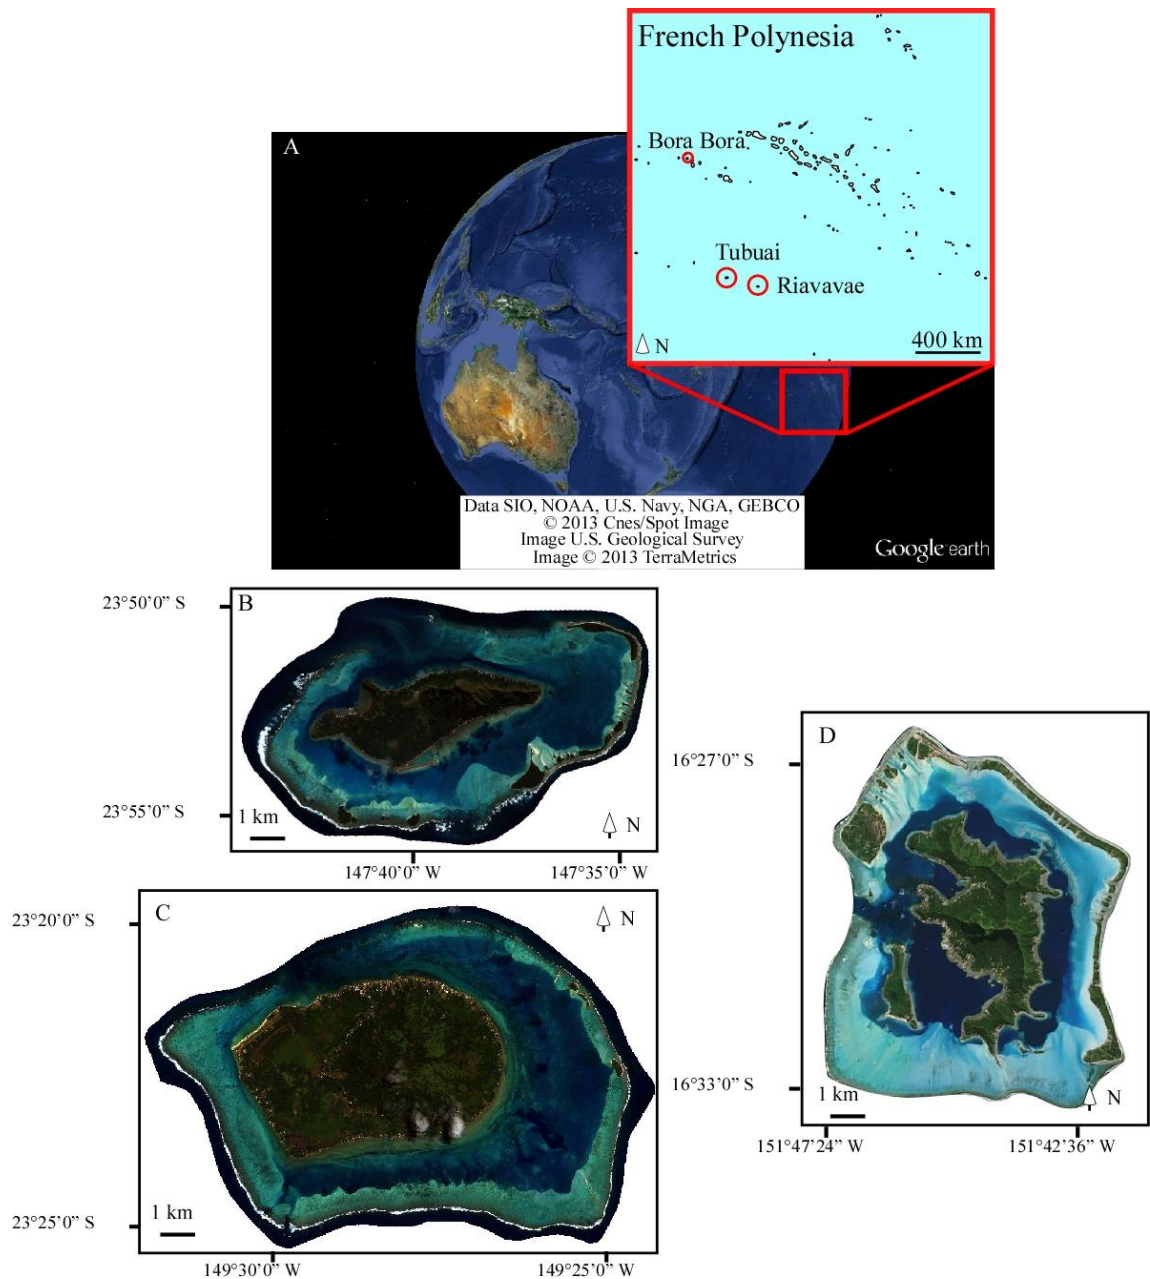 French Polynesia
A
Bora Bora
Tubuai
Riavavae
N
400 km
Data SIO, NOAA, U.S. Navy, NGA, GEBCO
© 2013 Cnes/Spot Image
Image U.S. Geological Survey
Image © 2013 TerraMetrics
Google earth
B
23°50'0" S
23°55'0" S
1 km
N
147°40'0" W
147°35'0" W
C
N
23°20'0" S
23°25'0" S
1 km
149°30'0" W
149°25'0" W
D
16°27'0" S
16°33'0" S
1 km
N
151°47'24" W
151°42'36" W